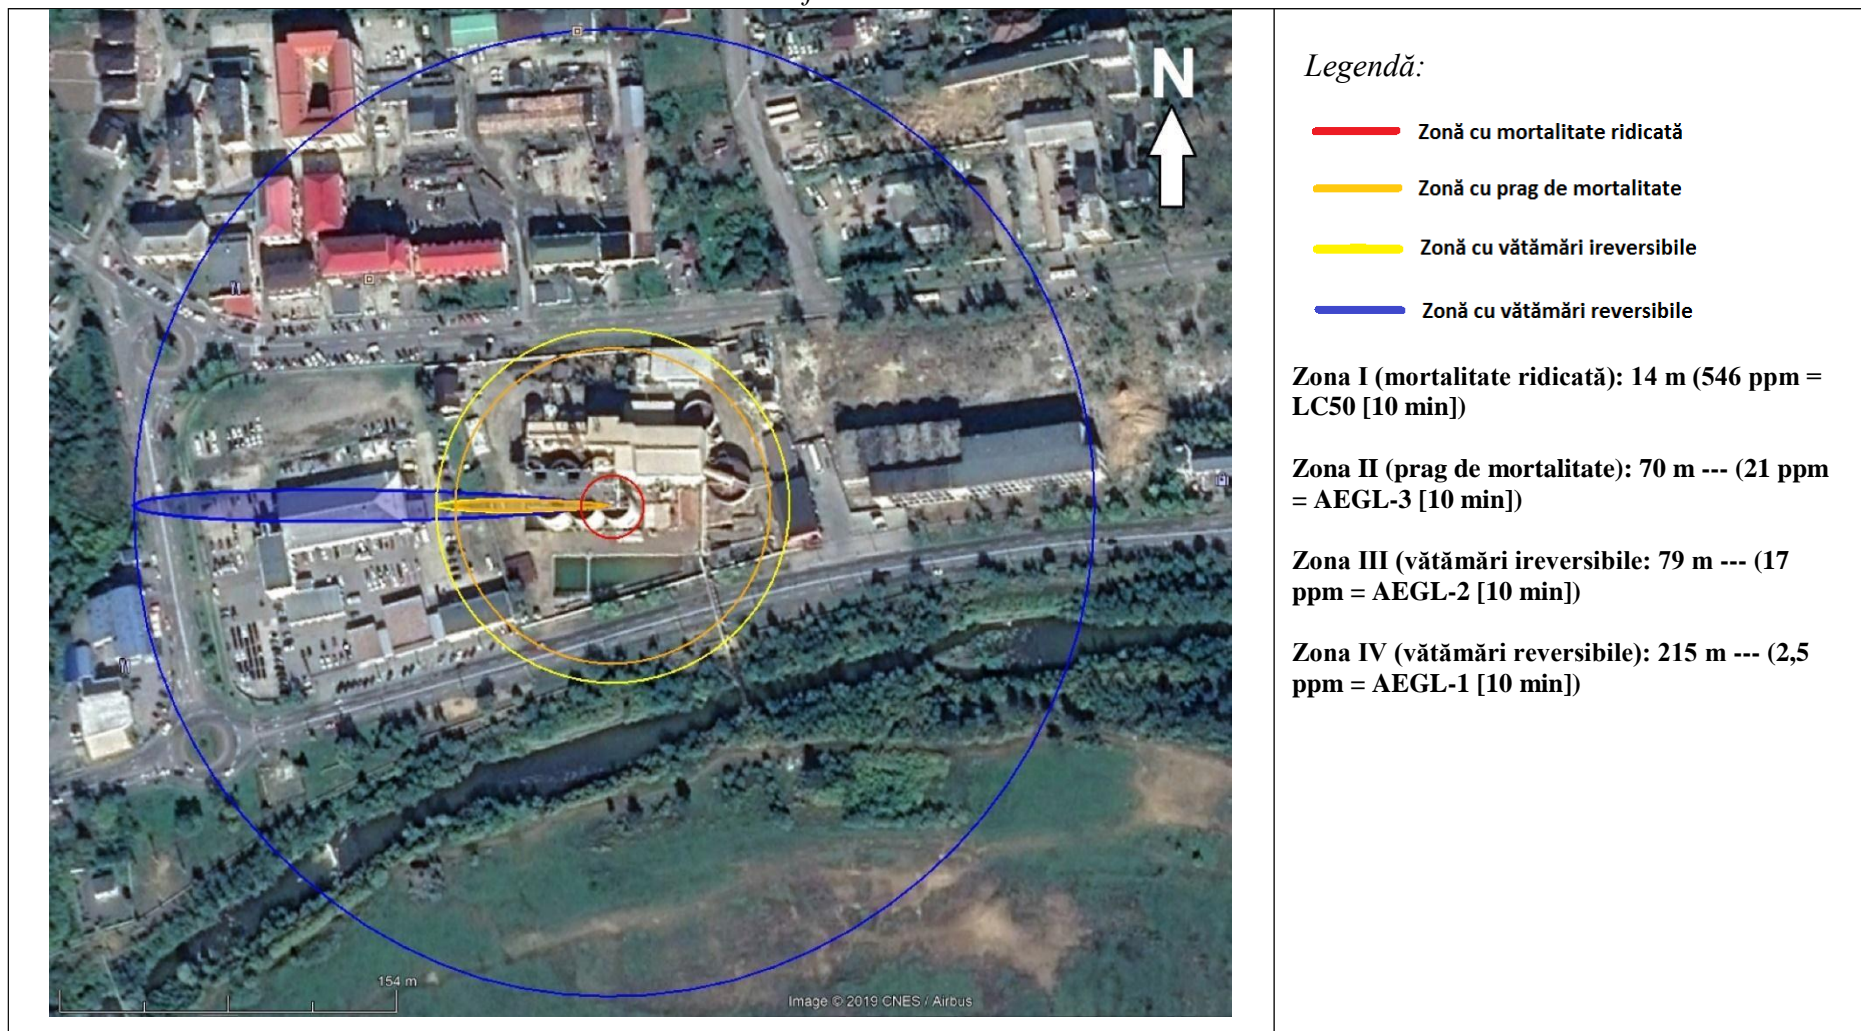 N
154 m
Image © 2019 CNES / Airbus
Legendă:
Zonă cu mortalitate ridicată
Zonă cu prag de mortalitate
Zonă cu vătămări ireversibile
Zonă cu vătămări reversibile
Zona I (mortalitate ridicată): 14 m (546 ppm =
LC50 [10 min])
Zona II (prag de mortalitate): 70 m --- (21 ppm
= AEGL-3 [10 min])
Zona III (vătămări ireversibile: 79 m --- (17
ppm = AEGL-2 [10 min])
Zona IV (vătămări reversibile): 215 m --- (2,5
ppm = AEGL-1 [10 min])